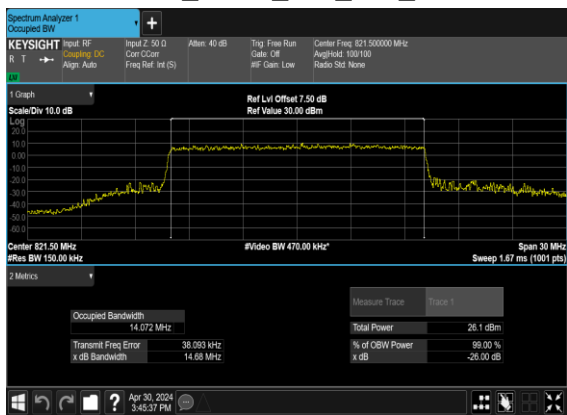 Spectrum Analyzer 1
Occupied BW
KEYSIGHT
R T
LXI
Input: RF
Coupling: DC
Align: Auto
Input Z: 50 Ω
Corr CCorr
Freq Ref: Int (S)
Atten: 40 dB
Trig: Free Run
Gate: Off
#IF Gain: Low
Center Freq: 821.500000 MHz
Avg|Hold: 100/100
Radio Std: None
1 Graph
Scale/Div 10.0 dB
Ref Lvl Offset 7.50 dB
Ref Value 30.00 dBm
Log
20.0
10.0
0.00
-10.0
-20.0
-30.0
-40.0
-50.0
-60.0
Center 821.50 MHz
#Res BW 150.00 kHz
#Video BW 470.00 kHz*
Span 30 MHz
Sweep 1.67 ms (1001 pts)
2 Metrics
Measure Trace Trace 1
Occupied Bandwidth
14.072 MHz
Total Power 26.1 dBm
Transmit Freq Error 38.093 kHz
% of OBW Power 99.00 %
x dB Bandwidth 14.68 MHz
x dB -26.00 dB
Apr 30, 2024
3:45:37 PM